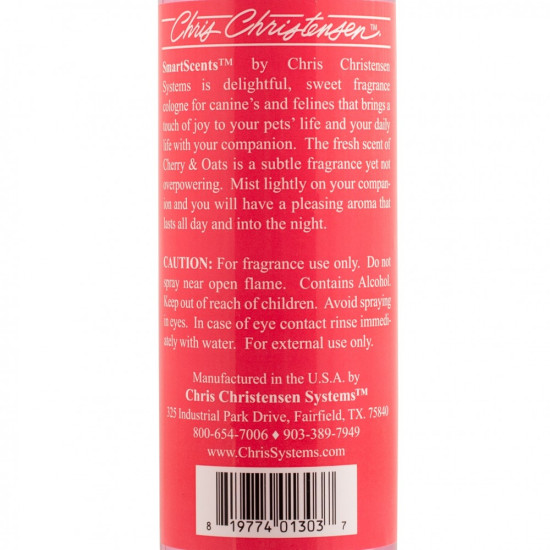 Chris Christensen™.
SmartScents™ by Chris Christensen
Systems is delightful, sweet fragrance
cologne for canine's and felines that brings a
touch of joy to your pets' life and your daily
life with your companion. The fresh scent of
Cherry & Oats is a subtle fragrance yet not
overpowering. Mist lightly on your compan-
ion and you will have a pleasing aroma that
lasts all day and into the night.
CAUTION: For fragrance use only. Do not
spray near open flame. Contains Alcohol.
Keep out of reach of children. Avoid spraying
in eyes. In case of eye contact rinse immedi-
ately with water. For external use only.
Manufactured in the U.S.A. by
Chris Christensen Systems™
325 Industrial Park Drive, Fairfield, TX. 75840
800-654-7006 ♦ 903-389-7949
www.ChrisSystems.com
8 19774 01303 7